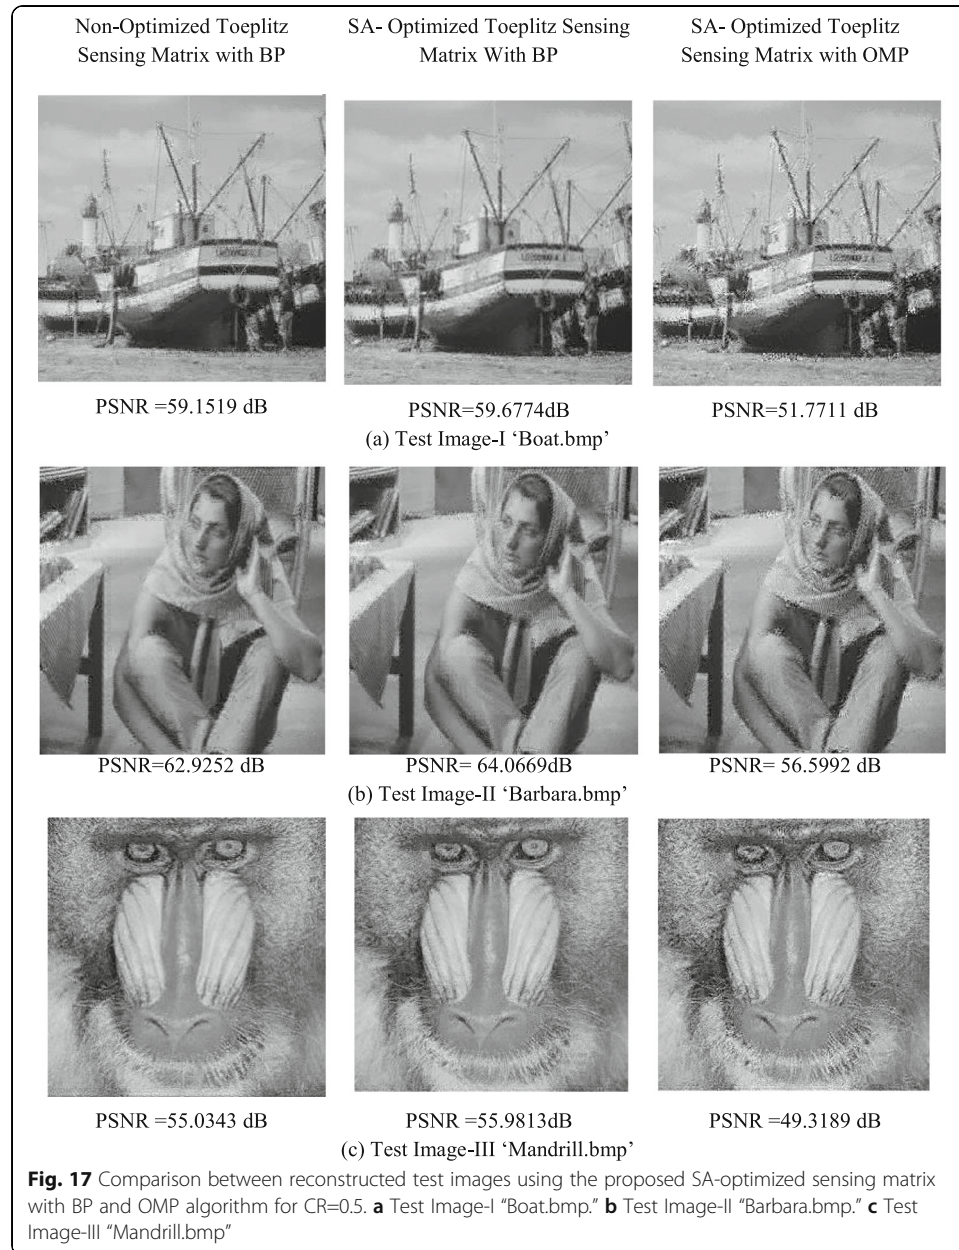 Non-Optimized Toeplitz
Sensing Matrix with BP
SA- Optimized Toeplitz Sensing
Matrix With BP
SA- Optimized Toeplitz
Sensing Matrix with OMP
PSNR =59.1519 dB
PSNR=59.6774dB
PSNR=51.7711 dB
(a) Test Image-I ‘Boat.bmp’
PSNR=62.9252 dB
PSNR= 64.0669dB
PSNR= 56.5992 dB
(b) Test Image-II ‘Barbara.bmp’
PSNR =55.0343 dB
PSNR =55.9813dB
PSNR =49.3189 dB
(c) Test Image-III ‘Mandrill.bmp’
Fig. 17 Comparison between reconstructed test images using the proposed SA-optimized sensing matrix
with BP and OMP algorithm for CR=0.5. a Test Image-I “Boat.bmp.” b Test Image-II “Barbara.bmp.” c Test
Image-III “Mandrill.bmp”